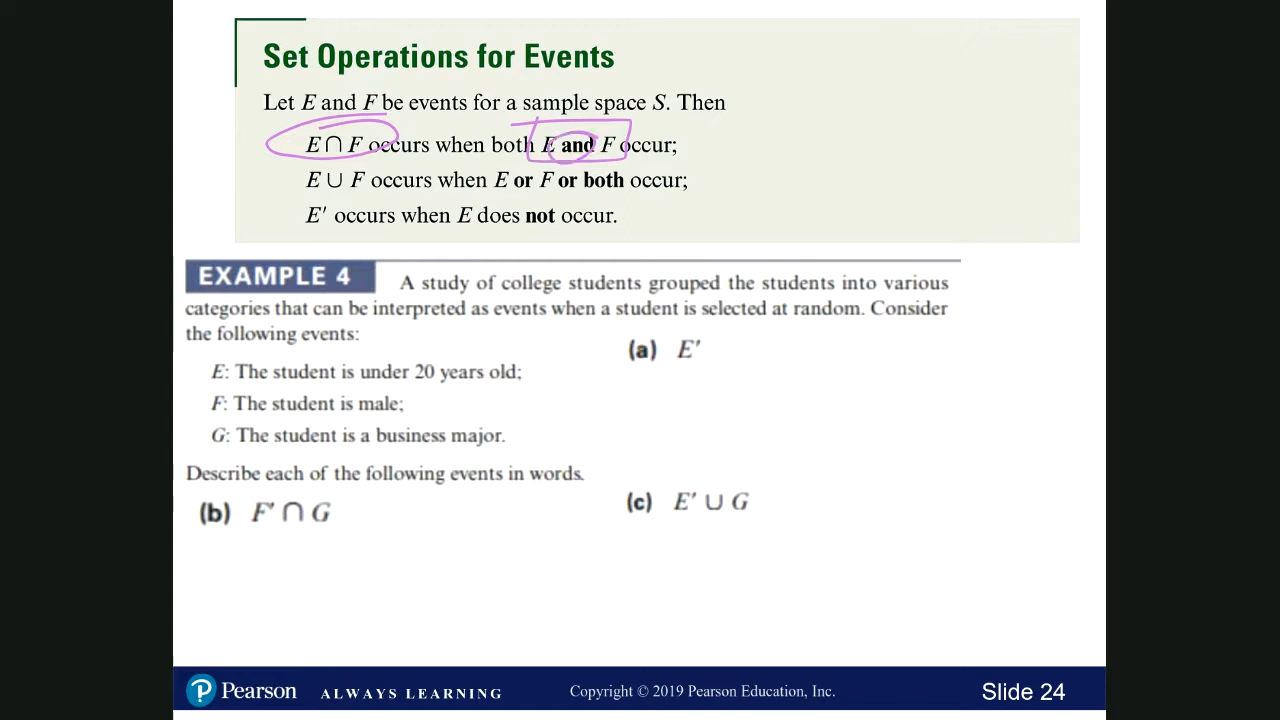 Set Operations for Events
Let E and F be events for a sample space S. Then
E ∩ F occurs when both E and F occur;
E ∪ F occurs when E or F or both occur;
E′ occurs when E does not occur.
EXAMPLE 4 A study of college students grouped the students into various
categories that can be interpreted as events when a student is selected at random. Consider
the following events:
(a) E′
E: The student is under 20 years old;
F: The student is male;
G: The student is a business major.
Describe each of the following events in words.
(b) F′ ∩ G
(c) E′ ∪ G
Pearson ALWAYS LEARNING Copyright © 2019 Pearson Education, Inc. Slide 24